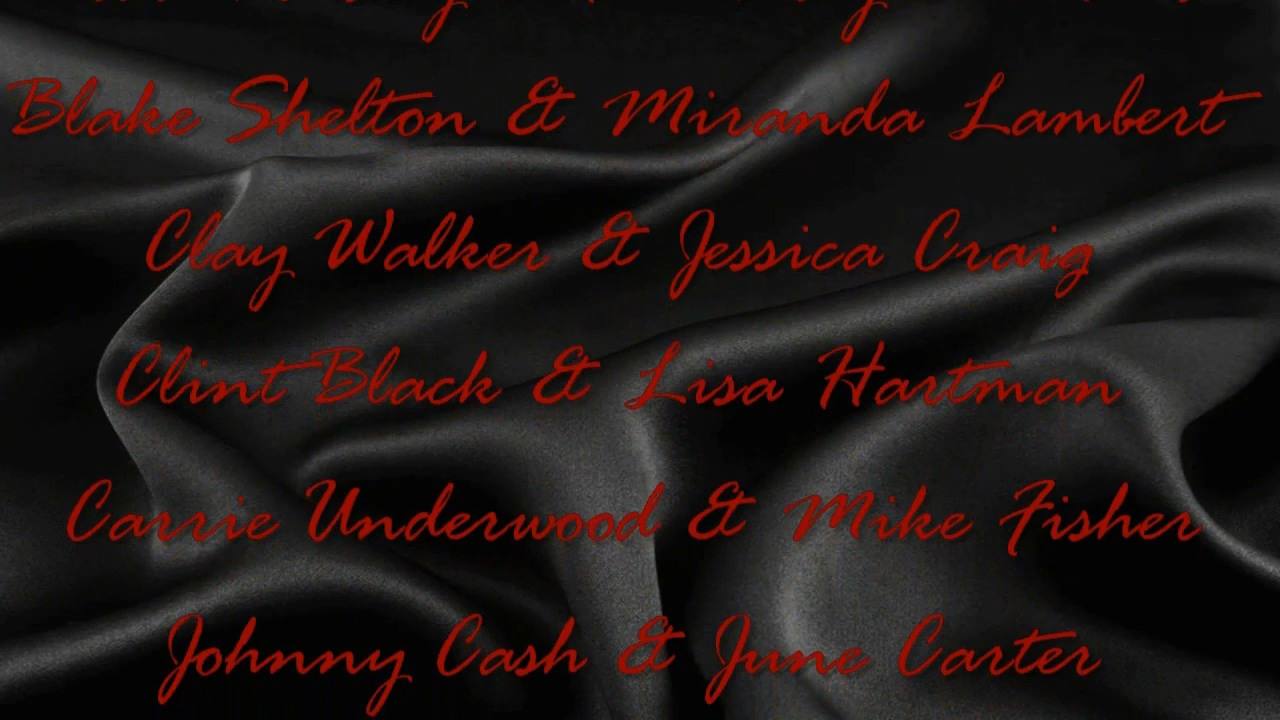 Blake Shelton & Miranda Lambert
Clay Walker & Jessica Craig
Clint Black & Lisa Hartman
Carrie Underwood & Mike Fisher
Johnny Cash & June Carter